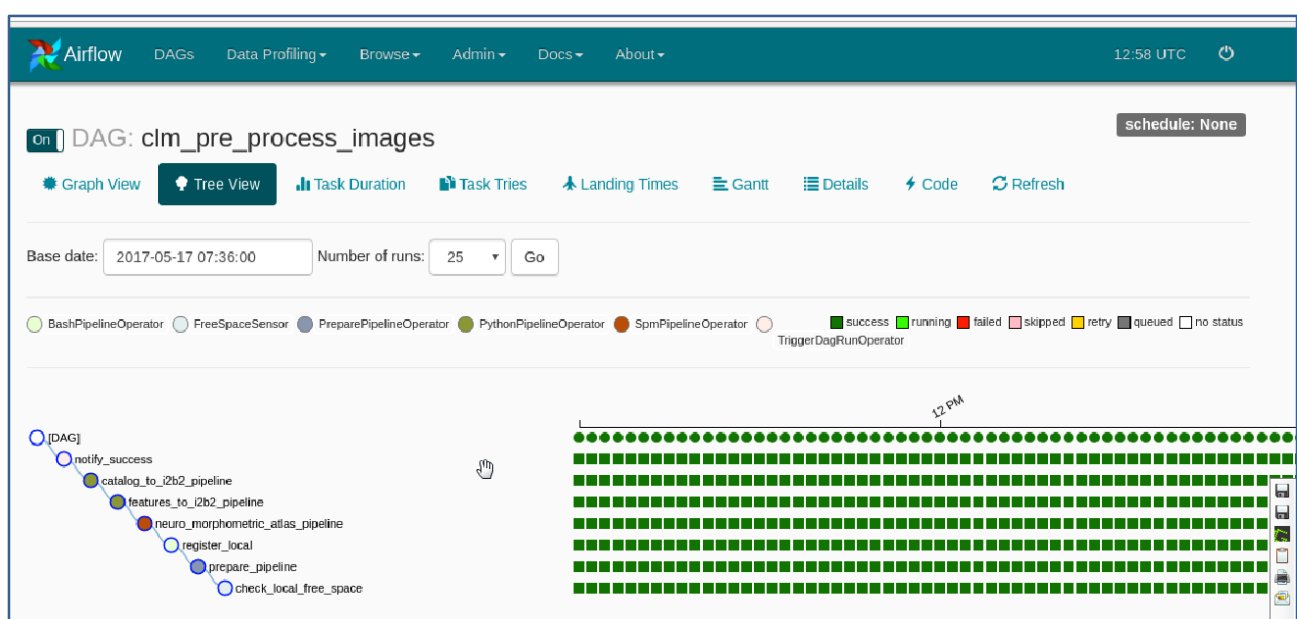 Airflow DAGs Data Profiling Browse Admin Docs About 12:58 UTC
schedule: None
On DAG: clm_pre_process_images
Graph View Tree View Task Duration Task Tries Landing Times Gantt Details Code Refresh
Base date: 2017-05-17 07:36:00 Number of runs: 25 Go
BashPipelineOperator FreeSpaceSensor PreparePipelineOperator PythonPipelineOperator SpmPipelineOperator success running failed skipped retry queued no status
TriggerDagRunOperator
12 PM
[DAG]
notify_success
catalog_to_i2b2_pipeline
features_to_i2b2_pipeline
neuro_morphometric_atlas_pipeline
register_local
prepare_pipeline
check_local_free_space